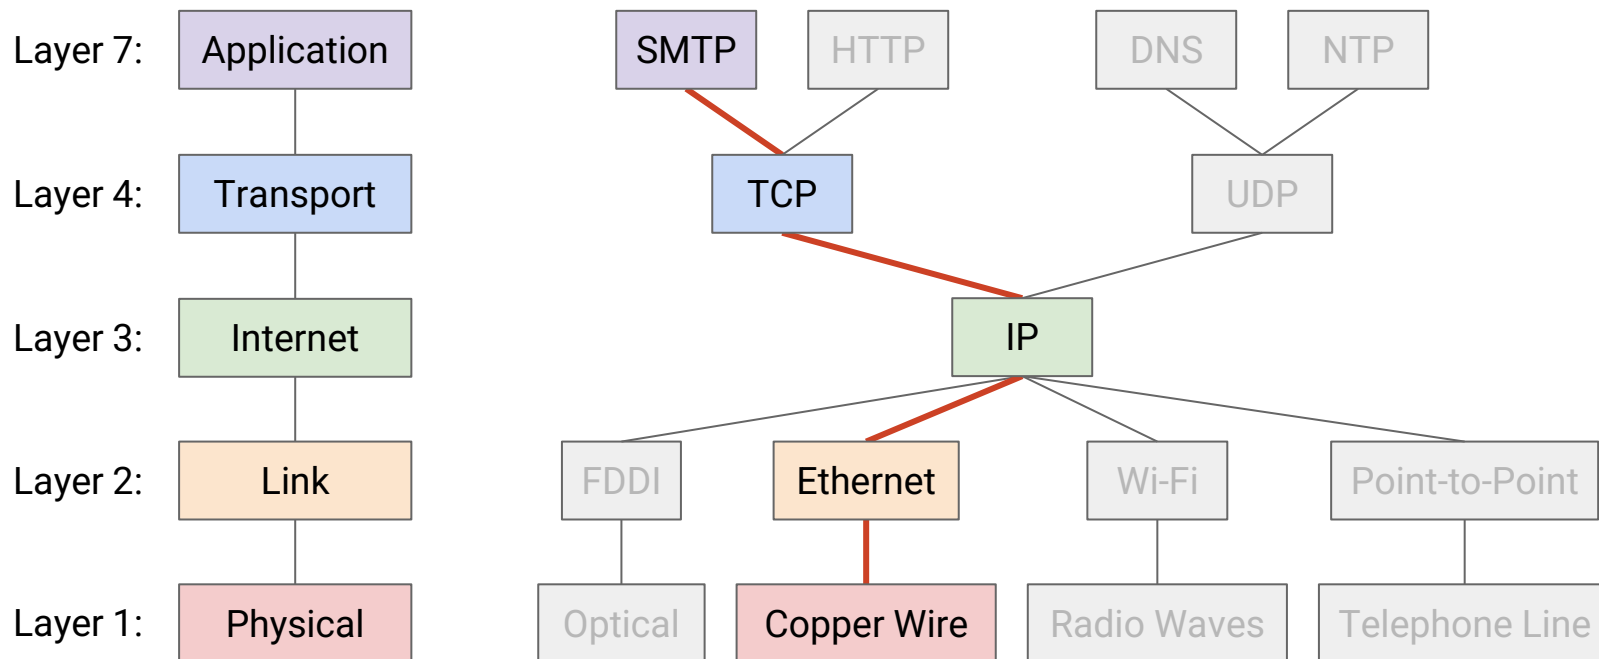 Layer 7: Application SMTP HTTP DNS NTP
Layer 4: Transport TCP UDP
Layer 3: Internet IP
Layer 2: Link FDDI Ethernet Wi-Fi Point-to-Point
Layer 1: Physical Optical Copper Wire Radio Waves Telephone Line